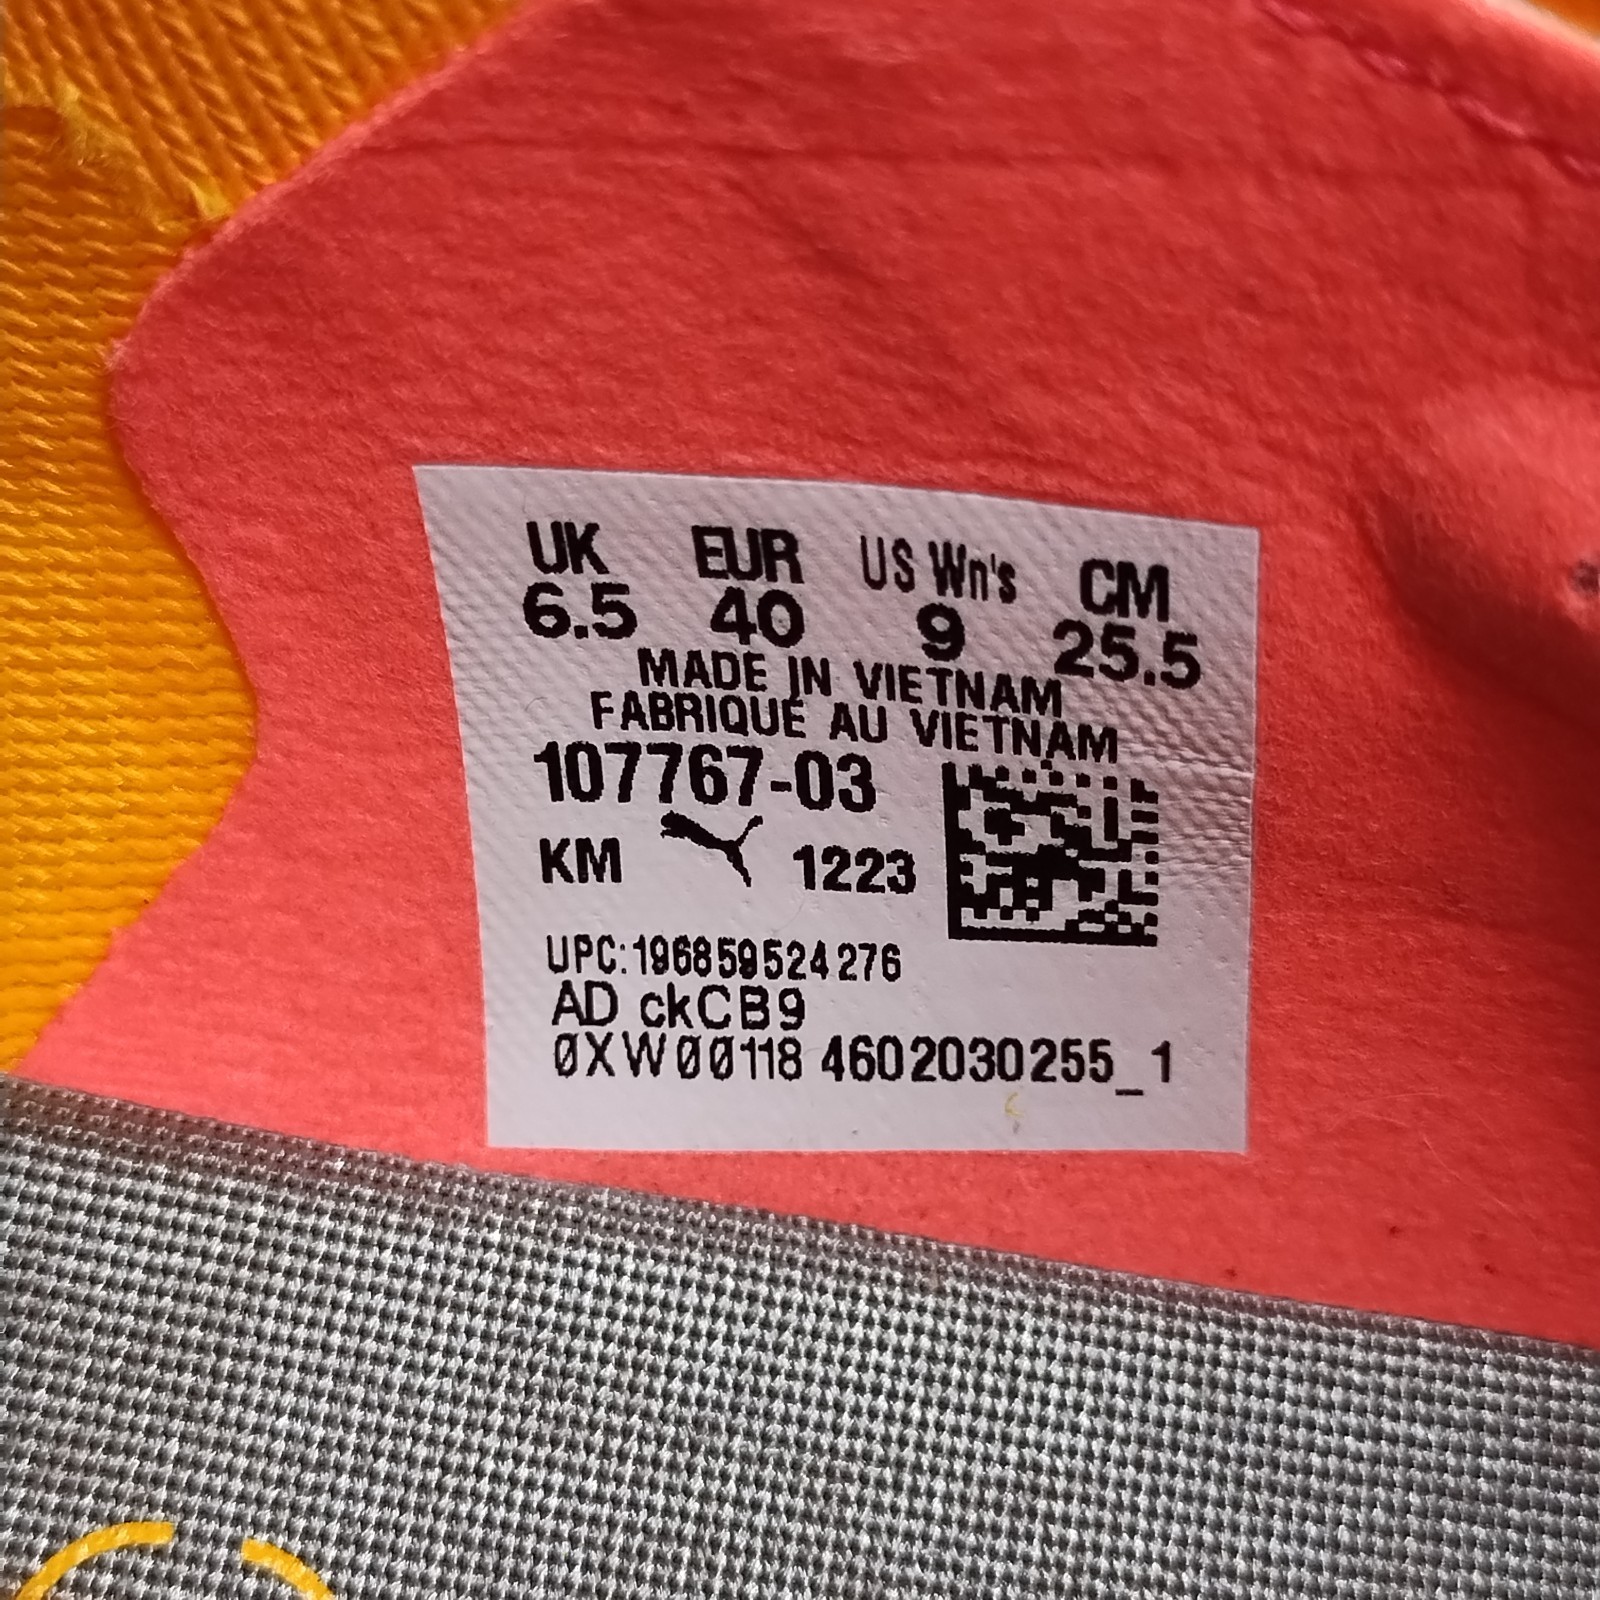 UK EUR US Wn's CM
6.5 40 9 25.5
MADE IN VIETNAM
FABRIQUE AU VIETNAM
107767-03
KM 1223
UPC:196859524276
AD ckCB9
0XW00118 4602030255_1